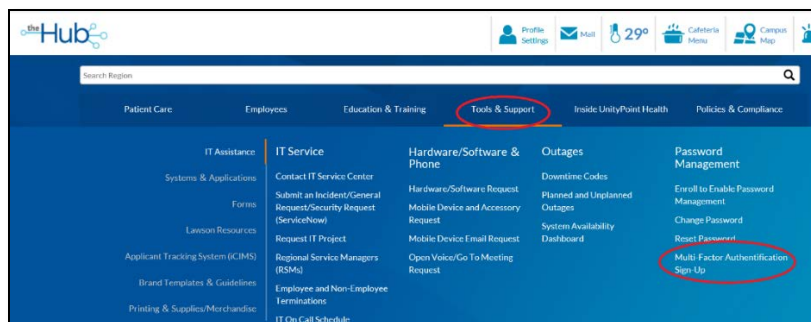 the Hub
Profile
Settings
Mail
29°
Cafeteria
Menu
Campus
Map
Search Region
Patient Care
Employees
Education & Training
Tools & Support
Inside UnityPoint Health
Policies & Compliance
IT Assistance
Systems & Applications
Forms
Lawson Resources
Applicant Tracking System (iCIMS)
Brand Templates & Guidelines
Printing & Supplies/Merchandise
IT Service
Contact IT Service Center
Submit an Incident/General
Request/Security Request
(ServiceNow)
Request IT Project
Regional Service Managers
(RSMs)
Employee and Non-Employee
Terminations
IT On Call Schedule
Hardware/Software &
Phone
Hardware/Software Request
Mobile Device and Accessory
Request
Mobile Device Email Request
Open Voice/Go To Meeting
Request
Outages
Downtime Codes
Planned and Unplanned
Outages
System Availability
Dashboard
Password
Management
Enroll to Enable Password
Management
Change Password
Reset Password
Multi-Factor Authentification
Sign-Up